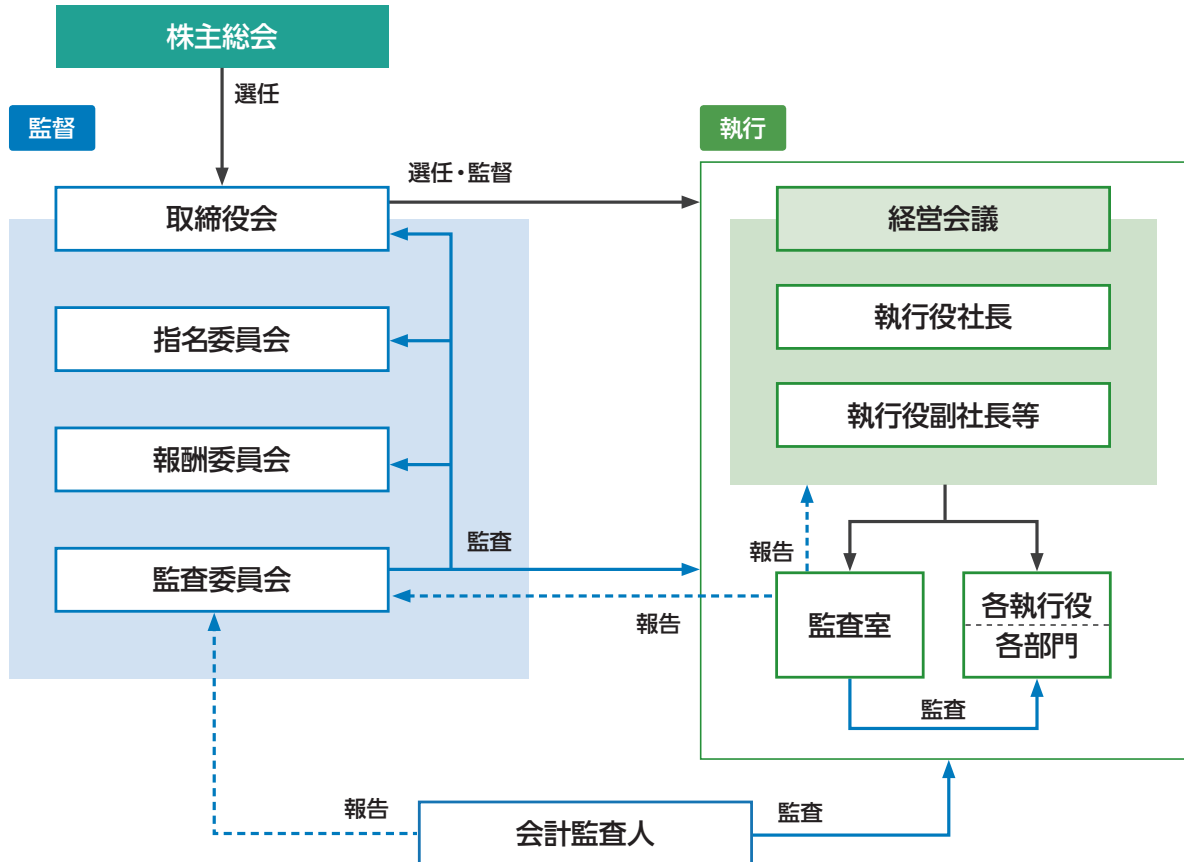 株主総会
選任
監督
執行
選任・監督
取締役会
経営会議
指名委員会
執行役社長
報酬委員会
執行役副社長等
監査
監査委員会
報告
報告
監査室
各執行役
各部門
監査
報告
会計監査人
監査